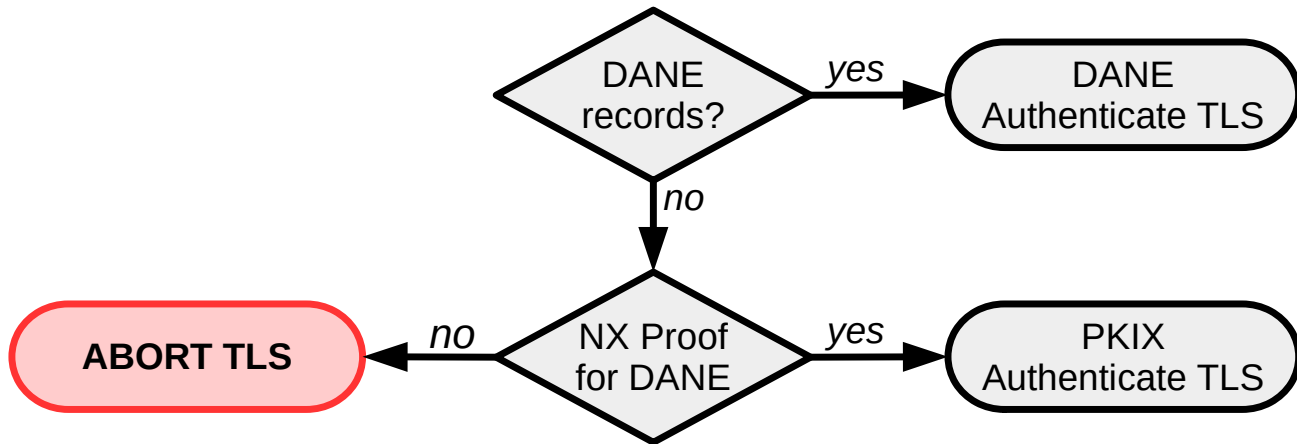 DANE
records?
yes
DANE
Authenticate TLS
no
ABORT TLS
no
NX Proof
for DANE
yes
PKIX
Authenticate TLS